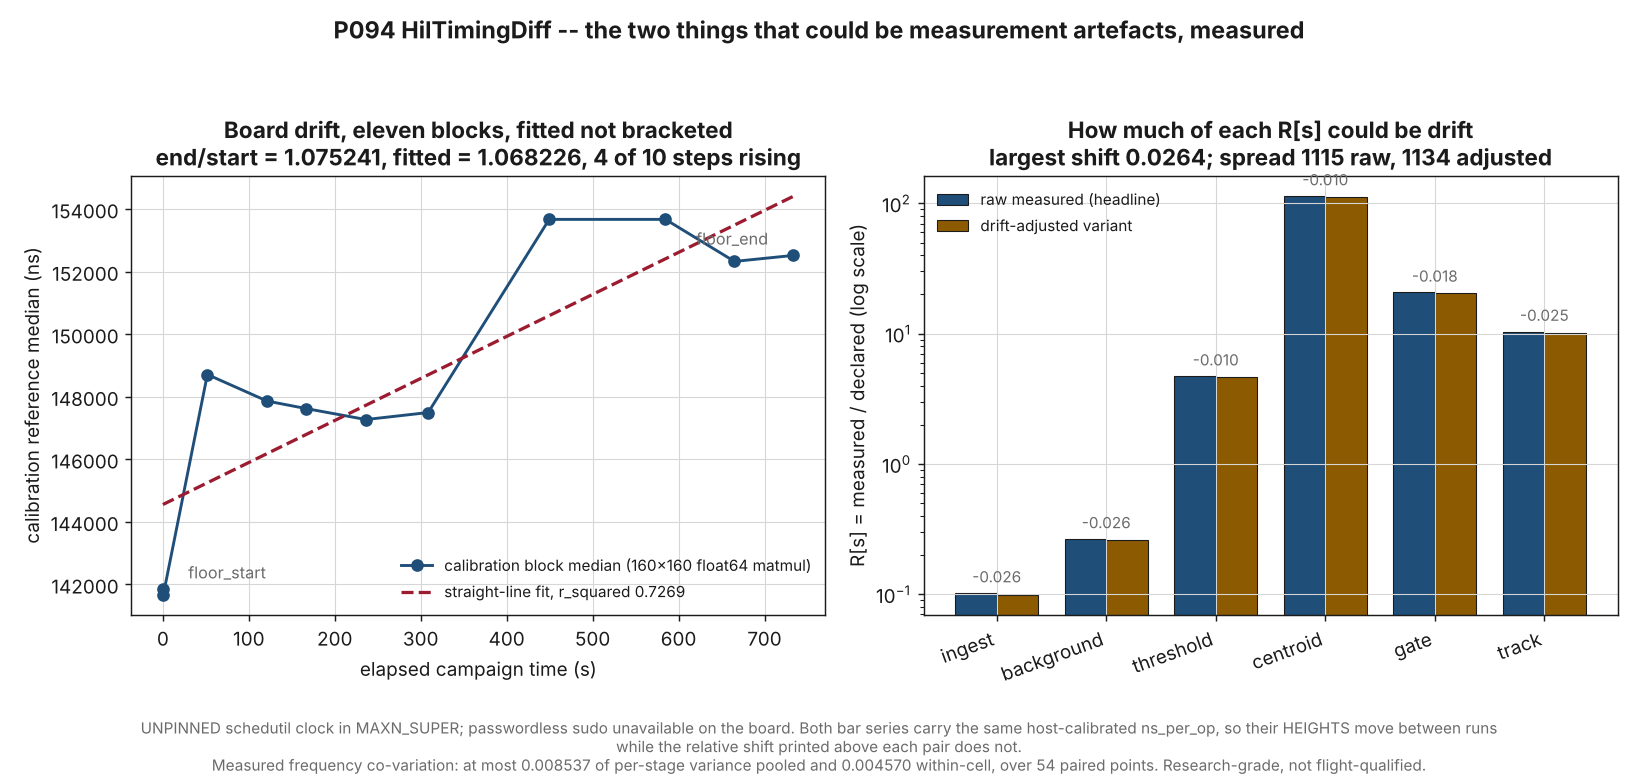 P094 HilTimingDiff -- the two things that could be measurement artefacts, measured
Board drift, eleven blocks, fitted not bracketed
end/start = 1.075241, fitted = 1.068226, 4 of 10 steps rising
calibration reference median (ns)
154000
152000
150000
148000
146000
144000
142000
floor_start
floor_end
calibration block median (160×160 float64 matmul)
straight-line fit, r_squared 0.7269
0
100
200
300
400
500
600
700
elapsed campaign time (s)
How much of each R[s] could be drift
largest shift 0.0264; spread 1115 raw, 1134 adjusted
R[s] = measured / declared (log scale)
10²
10¹
10⁰
10⁻¹
raw measured (headline)
drift-adjusted variant
-0.026
-0.026
-0.010
-0.010
-0.018
-0.025
ingest
background
threshold
centroid
gate
track
UNPINNED schedutil clock in MAXN_SUPER; passwordless sudo unavailable on the board. Both bar series carry the same host-calibrated ns_per_op, so their HEIGHTS move between runs
while the relative shift printed above each pair does not.
Measured frequency co-variation: at most 0.008537 of per-stage variance pooled and 0.004570 within-cell, over 54 paired points. Research-grade, not flight-qualified.